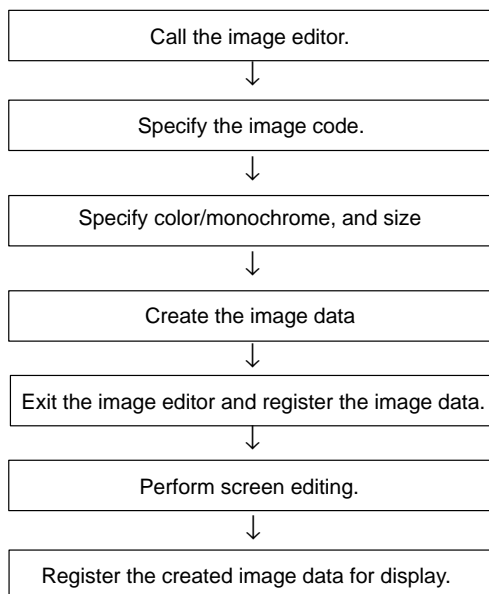 Call the image editor.
Specify the image code.
Specify color/monochrome, and size
Create the image data
Exit the image editor and register the image data.
Perform screen editing.
Register the created image data for display.